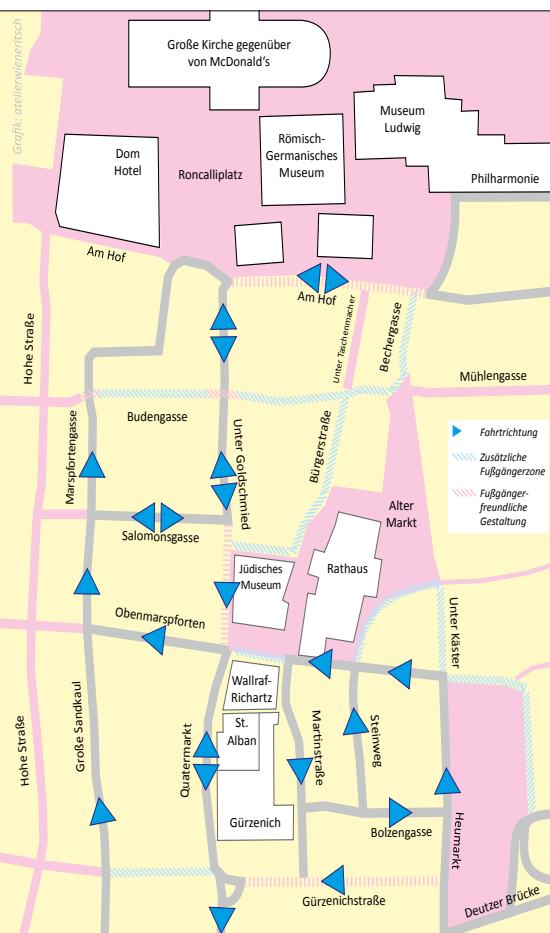 Grafik: atelierwieneritsch
Große Kirche gegenüber
von McDonald's
Museum
Ludwig
Philharmonie
Römisch-
Germanisches
Museum
Dom
Hotel
Roncalliplatz
Am Hof
Am Hof
Hohe Straße
Unter Taschenmacher
Bechergasse
Mühlengasse
Budengasse
Marspfortengasse
Unter Goldschmied
Bürgerstraße
Fahrtrichtung
Zusätzliche
Fußgängerzone
Fußgänger-
freundliche
Gestaltung
Alter
Markt
Salomonsgasse
Jüdisches
Museum
Rathaus
Obenmarspforten
Unter Käster
Wallraf-
Richartz
St.
Alban
Gürzenich
Hohe Straße
Große Sandkaul
Quatermarkt
Martinstraße
Steinweg
Bolzengasse
Heumarkt
Gürzenichstraße
Deutzer Brücke